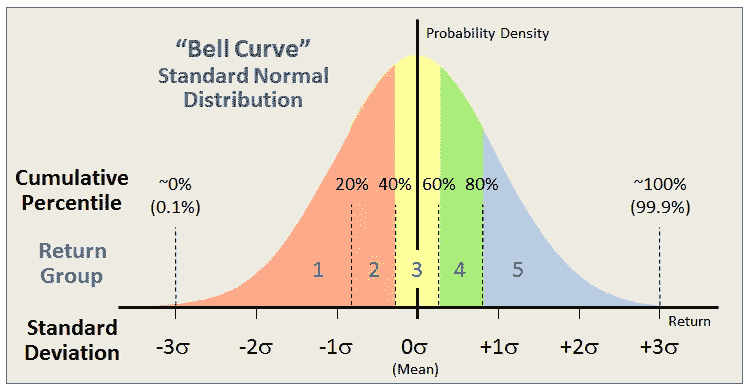 Probability Density
“Bell Curve”
Standard Normal
Distribution
Cumulative
Percentile
~0%
(0.1%)
20% 40% 60% 80%
~100%
(99.9%)
Return
Group
1 2 3 4 5
Return
Standard
Deviation
-3σ -2σ -1σ 0σ +1σ +2σ +3σ
(Mean)